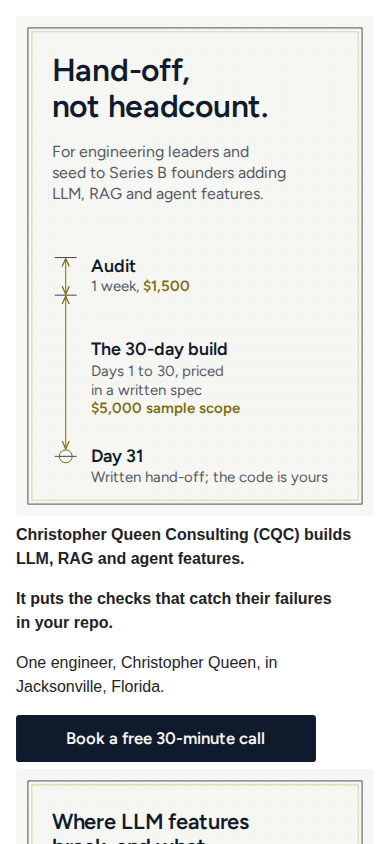 Hand-off,
not headcount.
For engineering leaders and
seed to Series B founders adding
LLM, RAG and agent features.
Audit
1 week, $1,500
The 30-day build
Days 1 to 30, priced
in a written spec
$5,000 sample scope
Day 31
Written hand-off; the code is yours
Christopher Queen Consulting (CQC) builds
LLM, RAG and agent features.
It puts the checks that catch their failures
in your repo.
One engineer, Christopher Queen, in
Jacksonville, Florida.
Book a free 30-minute call
Where LLM features
break and what